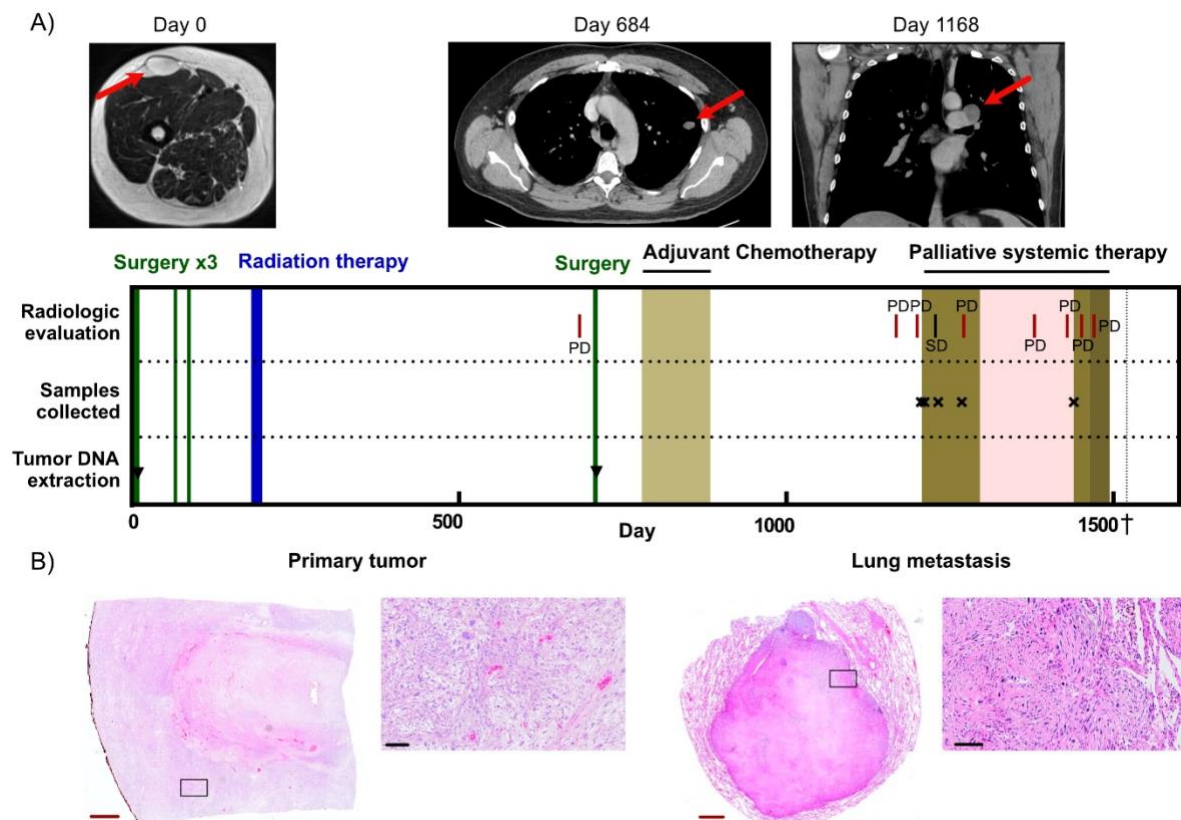 A)
Day 0
Day 684
Day 1168
Surgery x3
Radiation therapy
Surgery
Adjuvant Chemotherapy
Palliative systemic therapy
Radiologic
evaluation
PD
PD
PD
SD
PD
PD
PD
PD
PD
Samples
collected
Tumor DNA
extraction
0
500
Day
1000
1500†
B)
Primary tumor
Lung metastasis